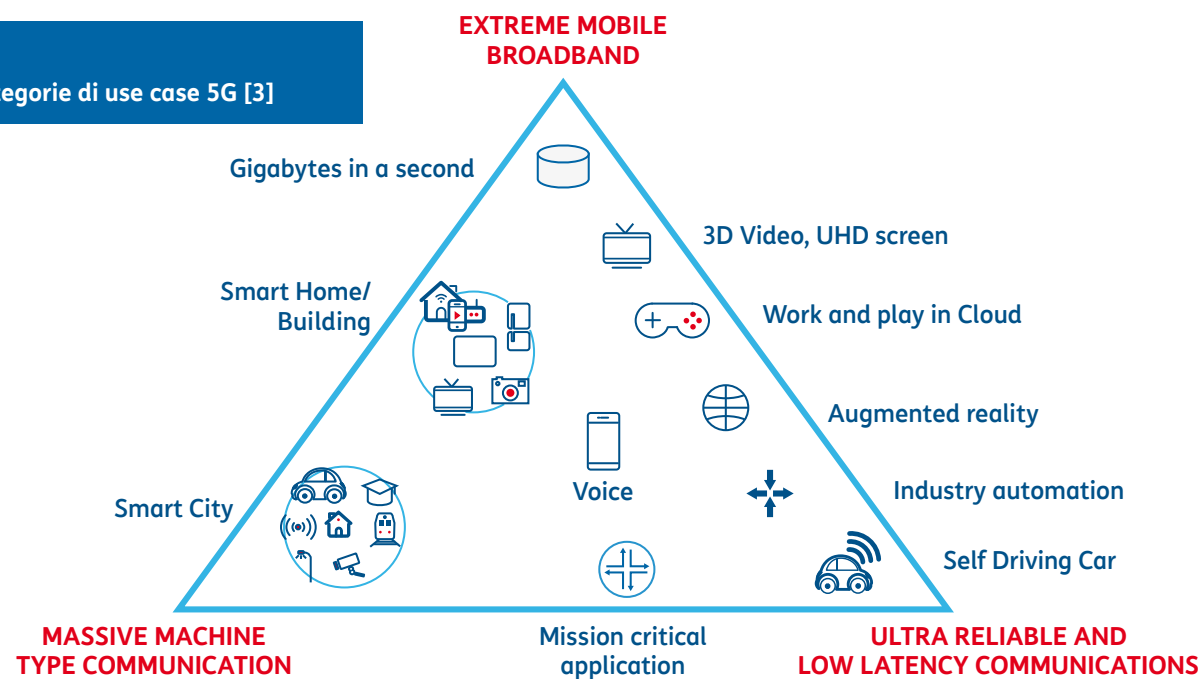 EXTREME MOBILE
BROADBAND
tegorie di use case 5G [3]
Gigabytes in a second
3D Video, UHD screen
Smart Home/
Building
Work and play in Cloud
Augmented reality
Voice
Industry automation
Smart City
Self Driving Car
MASSIVE MACHINE
TYPE COMMUNICATION
Mission critical
application
ULTRA RELIABLE AND
LOW LATENCY COMMUNICATIONS